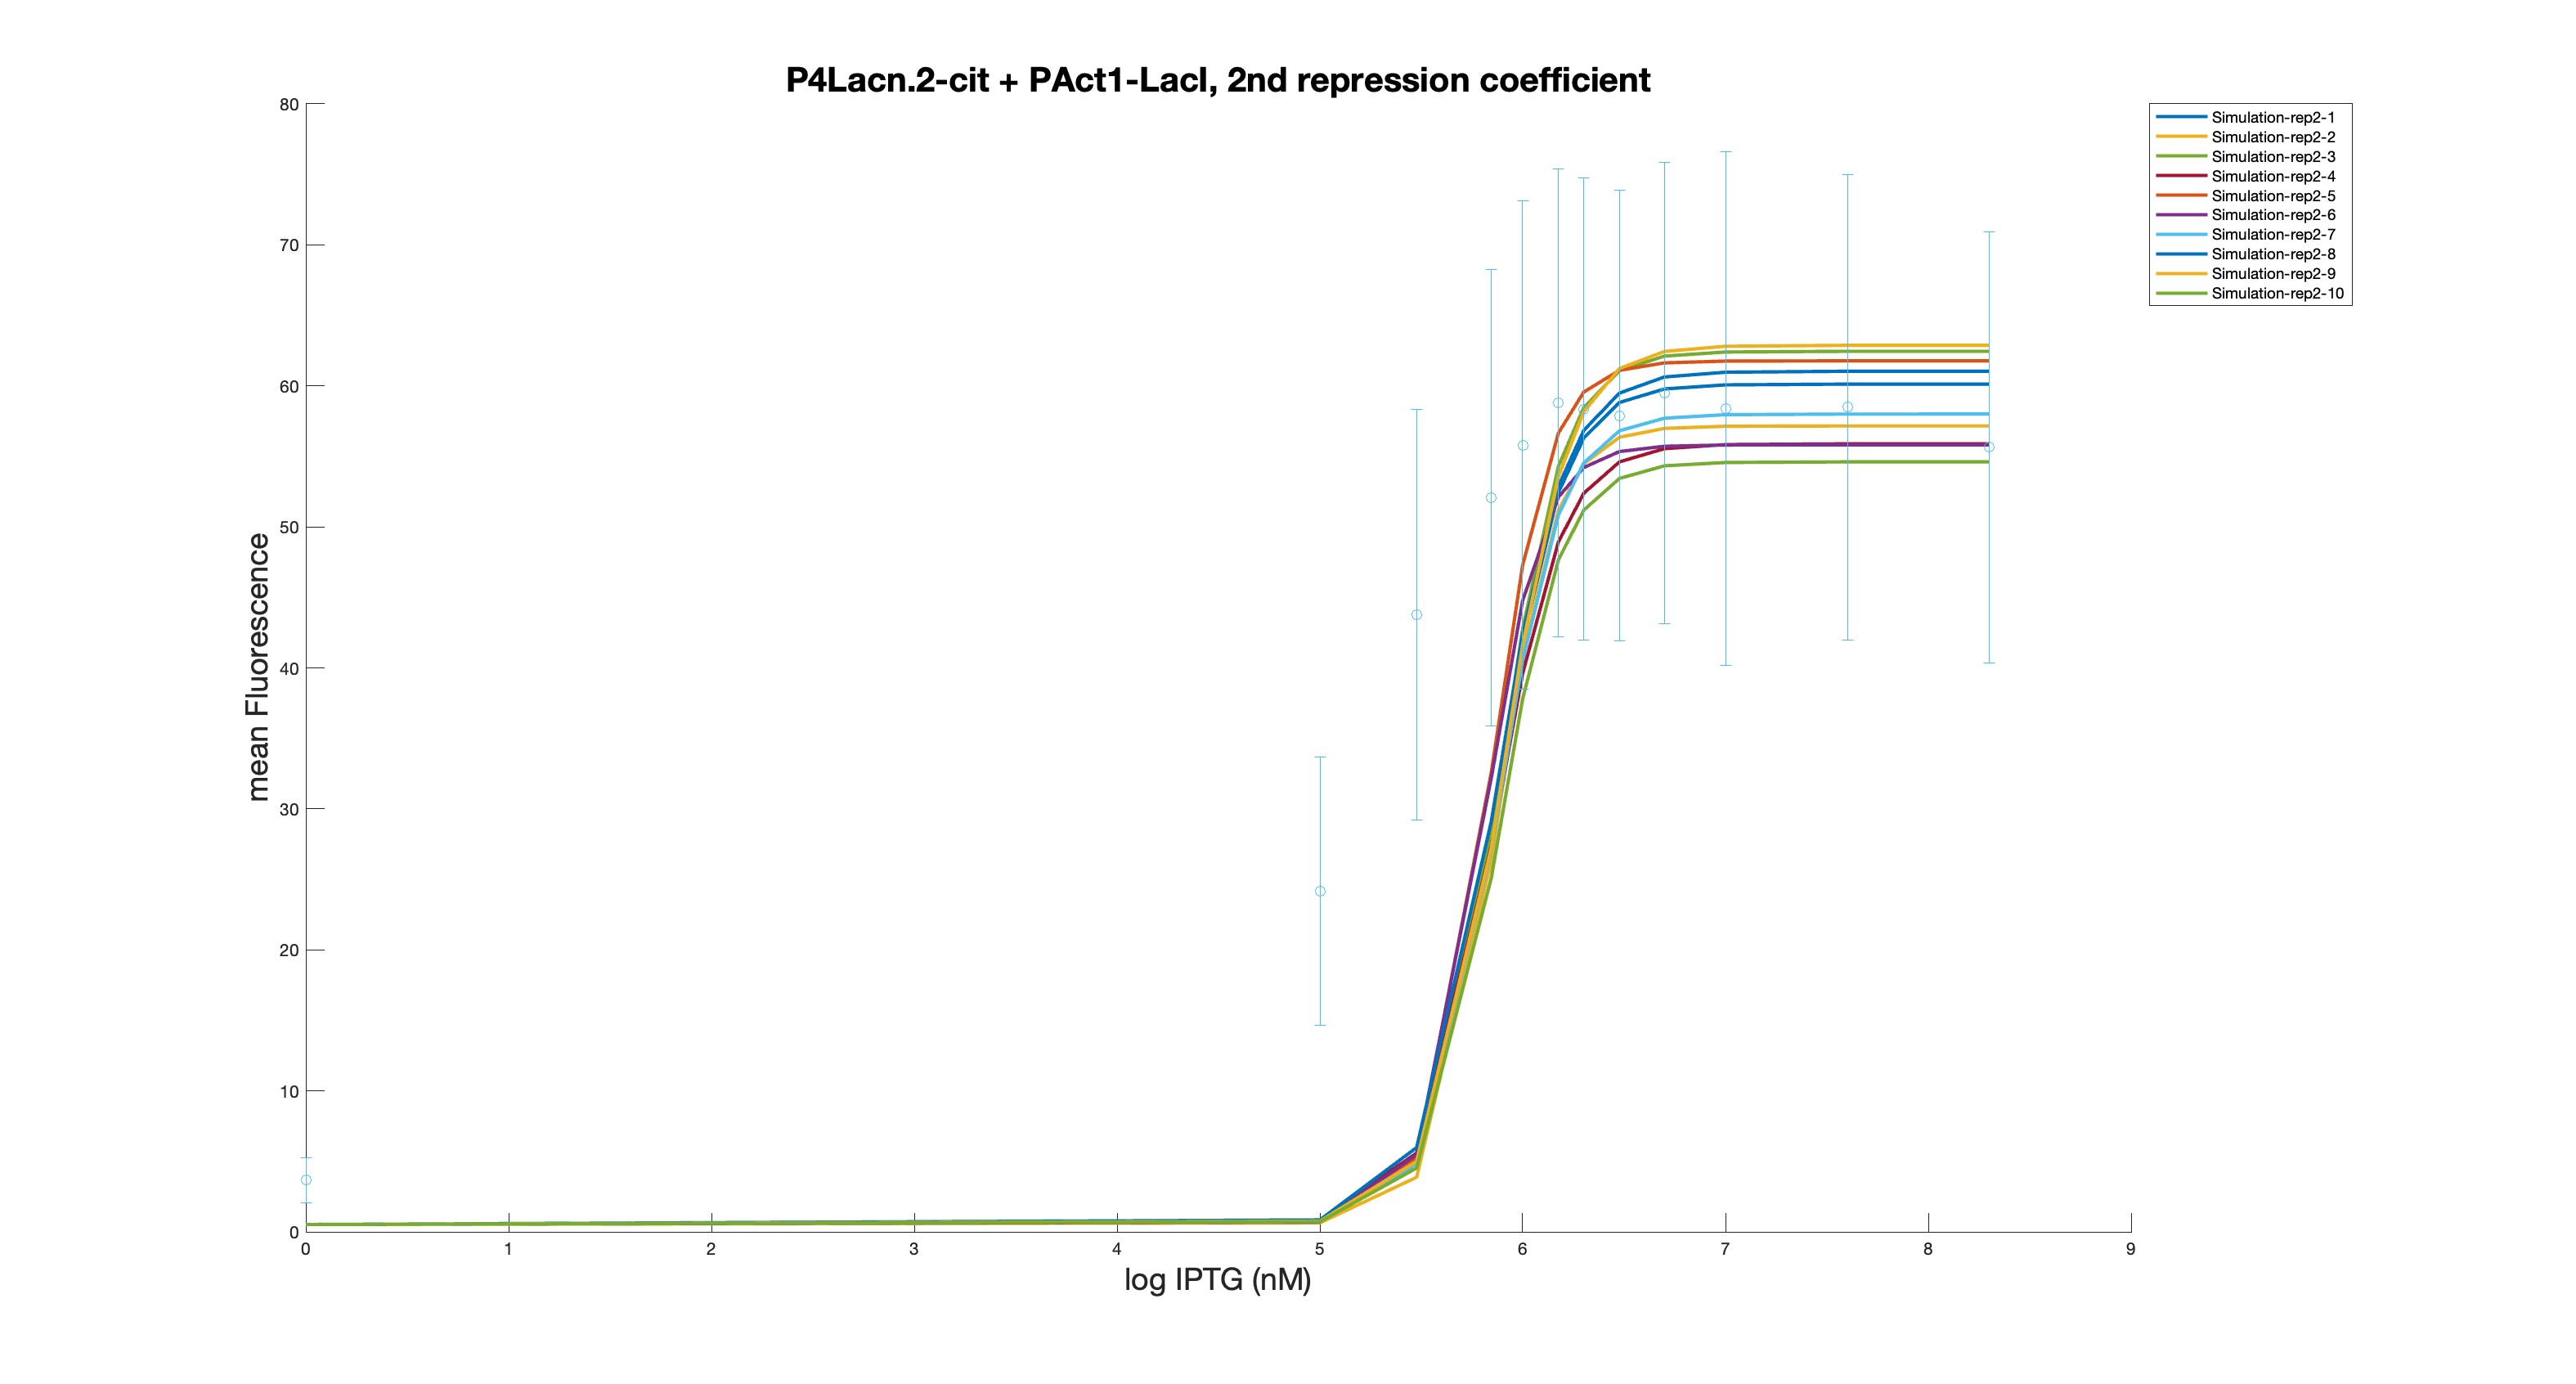 P4Lacn.2-cit + PAct1-LacI, 2nd repression coefficient
80
70
60
50
40
30
20
10
0
mean Fluorescence
0 1 2 3 4 5 6 7 8 9
log IPTG (nM)
Simulation-rep2-1
Simulation-rep2-2
Simulation-rep2-3
Simulation-rep2-4
Simulation-rep2-5
Simulation-rep2-6
Simulation-rep2-7
Simulation-rep2-8
Simulation-rep2-9
Simulation-rep2-10